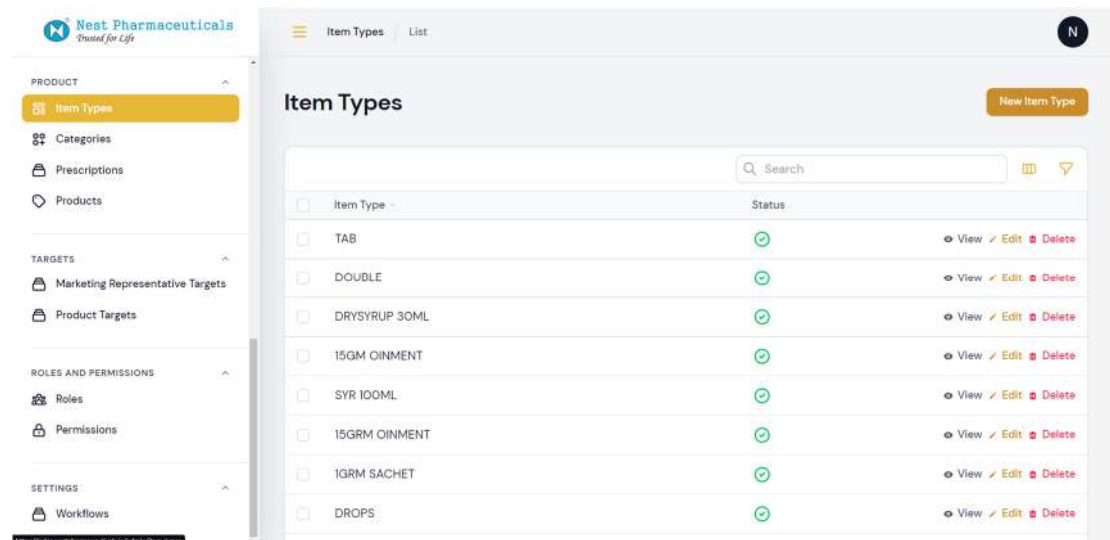 Nest Pharmaceuticals
Trusted for Life
Item Types / List
N
PRODUCT
Item Types
Categories
Prescriptions
Products
TARGETS
Marketing Representative Targets
Product Targets
ROLES AND PERMISSIONS
Roles
Permissions
SETTINGS
Workflows
Item Types
New Item Type
Search
Item Type Status
TAB View Edit Delete
DOUBLE View Edit Delete
DRYSYRUP 30ML View Edit Delete
15GM OINMENT View Edit Delete
SYR 100ML View Edit Delete
15GRM OINMENT View Edit Delete
1GRM SACHET View Edit Delete
DROPS View Edit Delete